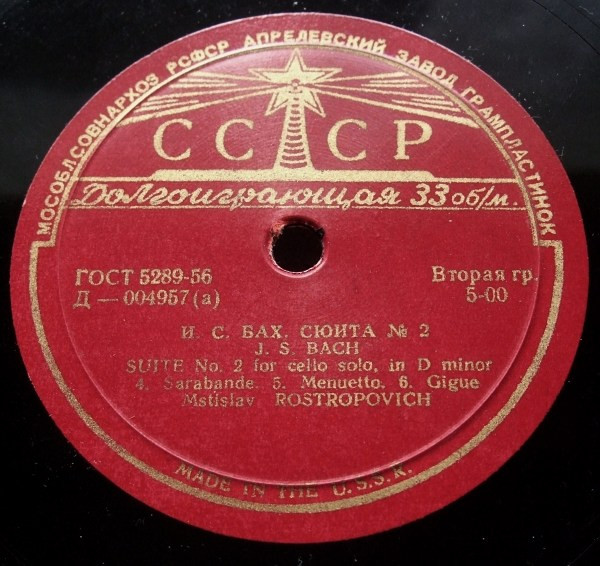 МОСОБЛСОВНАРХОЗ РСФСР АПРЕЛЕВСКИЙ ЗАВОД ГРАМПЛАСТИНОК
СССР
Долгоиграющая 33 об/м.
ГОСТ 5289-56
Д — 004957 (а)
Вторая гр.
5-00
И. С. БАХ. СЮИТА № 2
J. S. BACH
SUITE No. 2 for cello solo, in D minor
4. Sarabande. 5. Menuetto. 6. Gigue
Mstislav ROSTROPOVICH
MADE IN THE U.S.S.R.